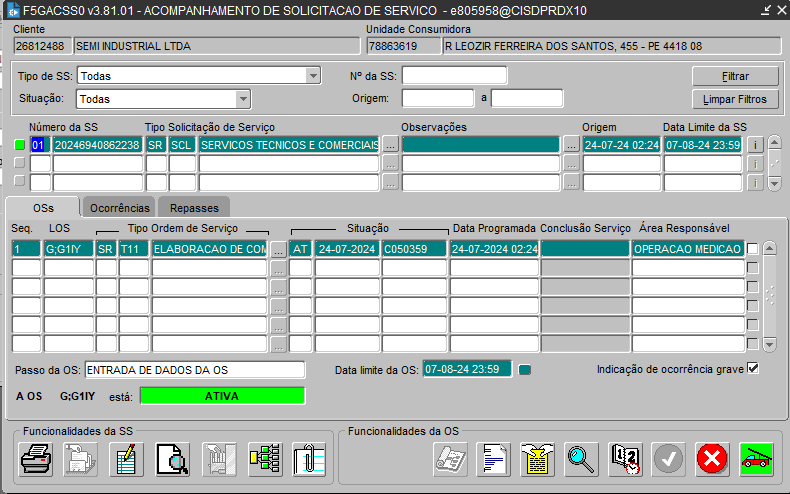 F5GACSS0 v3.81.01 - ACOMPANHAMENTO DE SOLICITACAO DE SERVICO - e805958@CISDPRDX10
Cliente Unidade Consumidora
26812488 SEMI INDUSTRIAL LTDA 78863619 R LEOZIR FERREIRA DOS SANTOS, 455 - PE 4418 08
Tipo de SS: Todas Nº da SS: Filtrar
Situação: Todas Origem: a Limpar Filtros
Número da SS Tipo Solicitação de Serviço Observações Origem Data Limite da SS
01 20246940862238 SR SCL SERVICOS TECNICOS E COMERCIAIS ... 24-07-24 02:24 07-08-24 23:59 i
... ... i
... ... i
OSs Ocorrências Repasses
Seq. LOS Tipo Ordem de Serviço Situação Data Programada Conclusão Serviço Área Responsável
1 G;G1IY SR T11 ELABORACAO DE COM ... AT 24-07-2024 C050359 24-07-2024 02:24 OPERACAO MEDICAO
...
...
...
...
...
Passo da OS: ENTRADA DE DADOS DA OS Data limite da OS: 07-08-24 23:59 Indicação de ocorrência grave
A OS G;G1IY está: ATIVA
Funcionalidades da SS Funcionalidades da OS